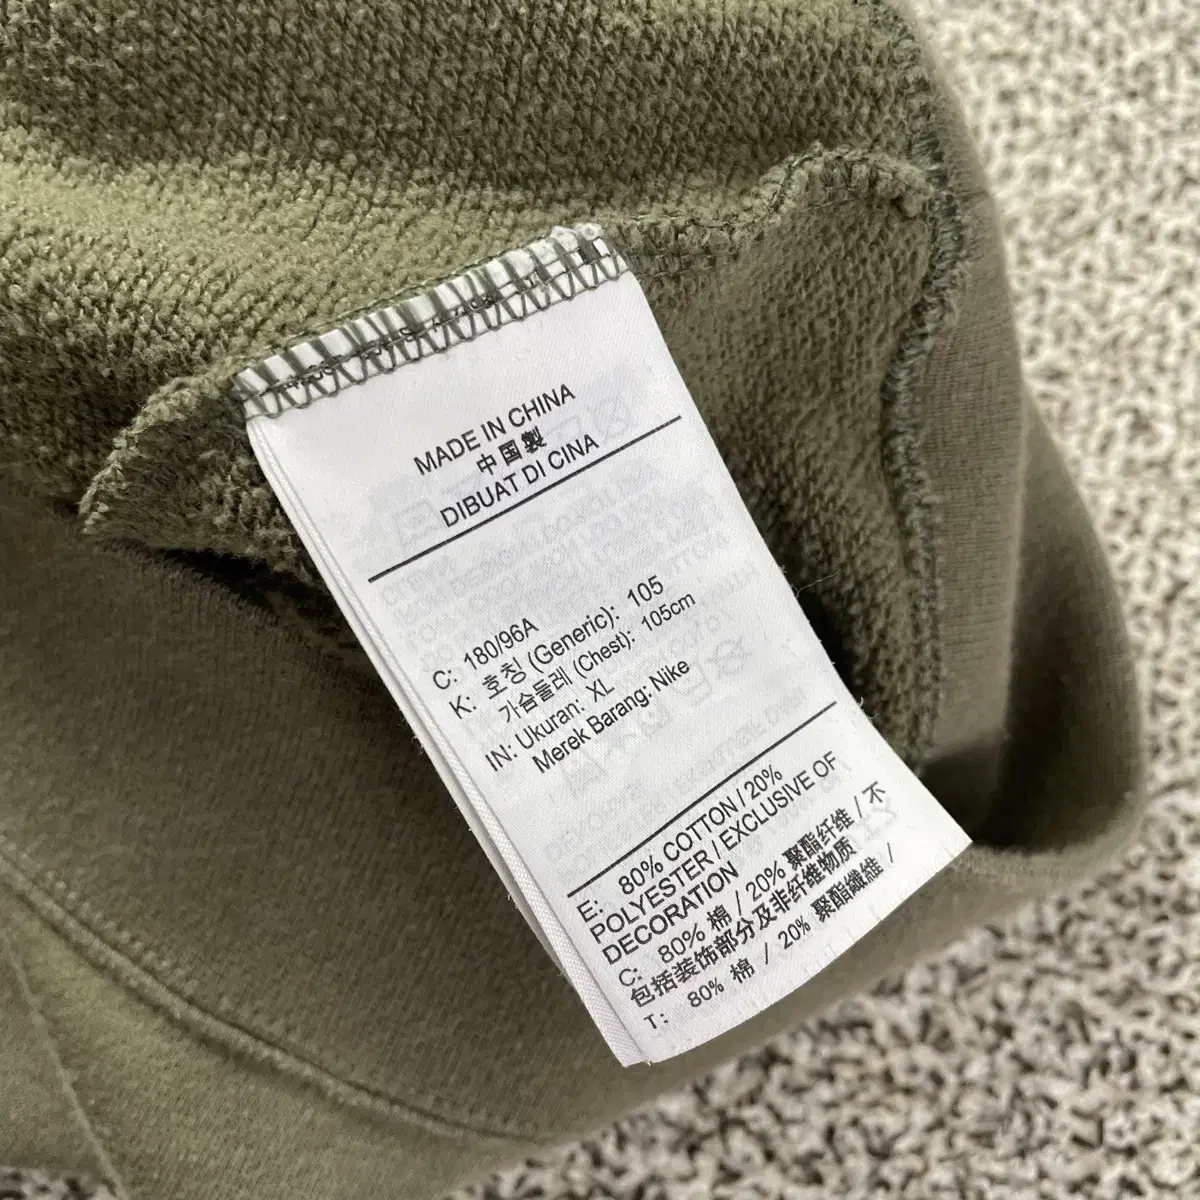 MADE IN CHINA
中国製
DIBUAT DI CINA
C: 180/96A
K: 호칭 (Generic): 105
가슴둘레 (Chest): 105cm
IN: Ukuran: XL
Merek Barang: Nike
E: 80% COTTON / 20%
POLYESTER / EXCLUSIVE OF
DECORATION
C: 80% 棉 / 20% 聚酯纤维 / 不
包括装饰部分及非纤维物质
T: 80% 棉 / 20% 聚酯纖維 /